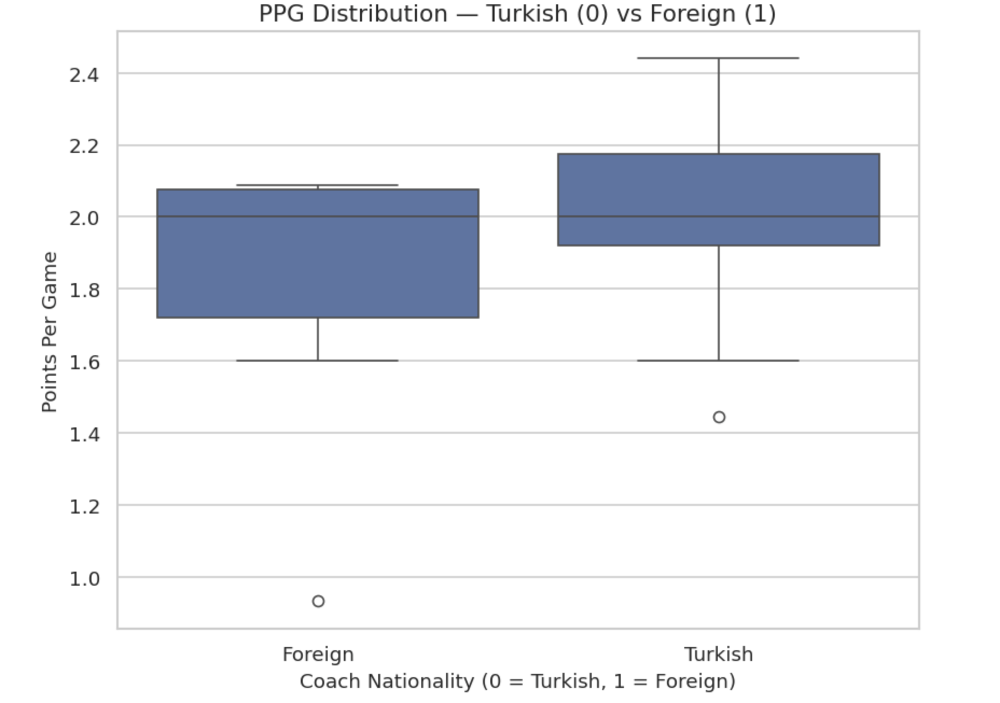 PPG Distribution — Turkish (0) vs Foreign (1)
2.4
2.2
2.0
1.8
1.6
1.4
1.2
1.0
Points Per Game
Foreign
Turkish
Coach Nationality (0 = Turkish, 1 = Foreign)